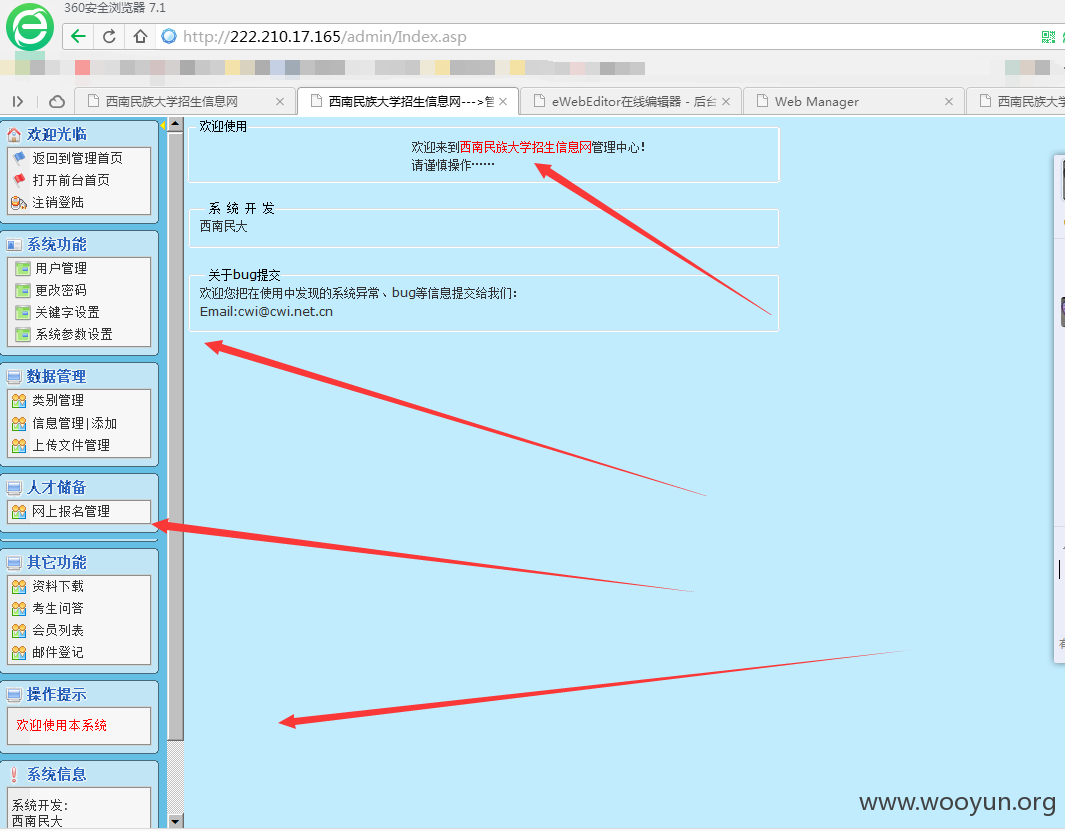 360安全浏览器 7.1
http://222.210.17.165/admin/Index.asp
西南民族大学招生信息网
西南民族大学招生信息网--->管
eWebEditor在线编辑器 - 后台
Web Manager
西南民族大学
欢迎光临
返回到管理首页
打开前台首页
注销登陆
系统功能
用户管理
更改密码
关键字设置
系统参数设置
数据管理
类别管理
信息管理|添加
上传文件管理
人才储备
网上报名管理
其它功能
资料下载
考生问答
会员列表
邮件登记
操作提示
欢迎使用本系统
系统信息
系统开发:
西南民大
欢迎使用
欢迎来到西南民族大学招生信息网管理中心!
请谨慎操作……
系 统 开 发
西南民大
关于bug提交
欢迎您把在使用中发现的系统异常、bug等信息提交给我们:
Email:cwi@cwi.net.cn
www.wooyun.org